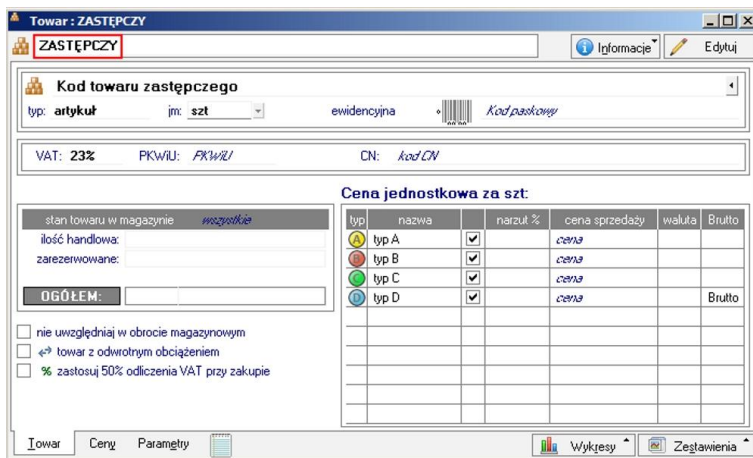 Towar : ZASTĘPCZY
ZASTĘPCZY Informacje Edytuj
Kod towaru zastępczego
typ: artykuł jm: szt ewidencyjna Kod paskowy
VAT: 23% PKWiU: PKWiU CN: kod CN
Cena jednostkowa za szt:
stan towaru w magazynie wszystkie
ilość handlowa:
zarezerwowane:
OGÓŁEM:
typ nazwa narzut % cena sprzedaży waluta Brutto
A typ A cena
B typ B cena
C typ C cena
D typ D cena Brutto
nie uwzględniaj w obrocie magazynowym
towar z odwrotnym obciążeniem
% zastosuj 50% odliczenia VAT przy zakupie
Towar Ceny Parametry Wykresy Zestawienia